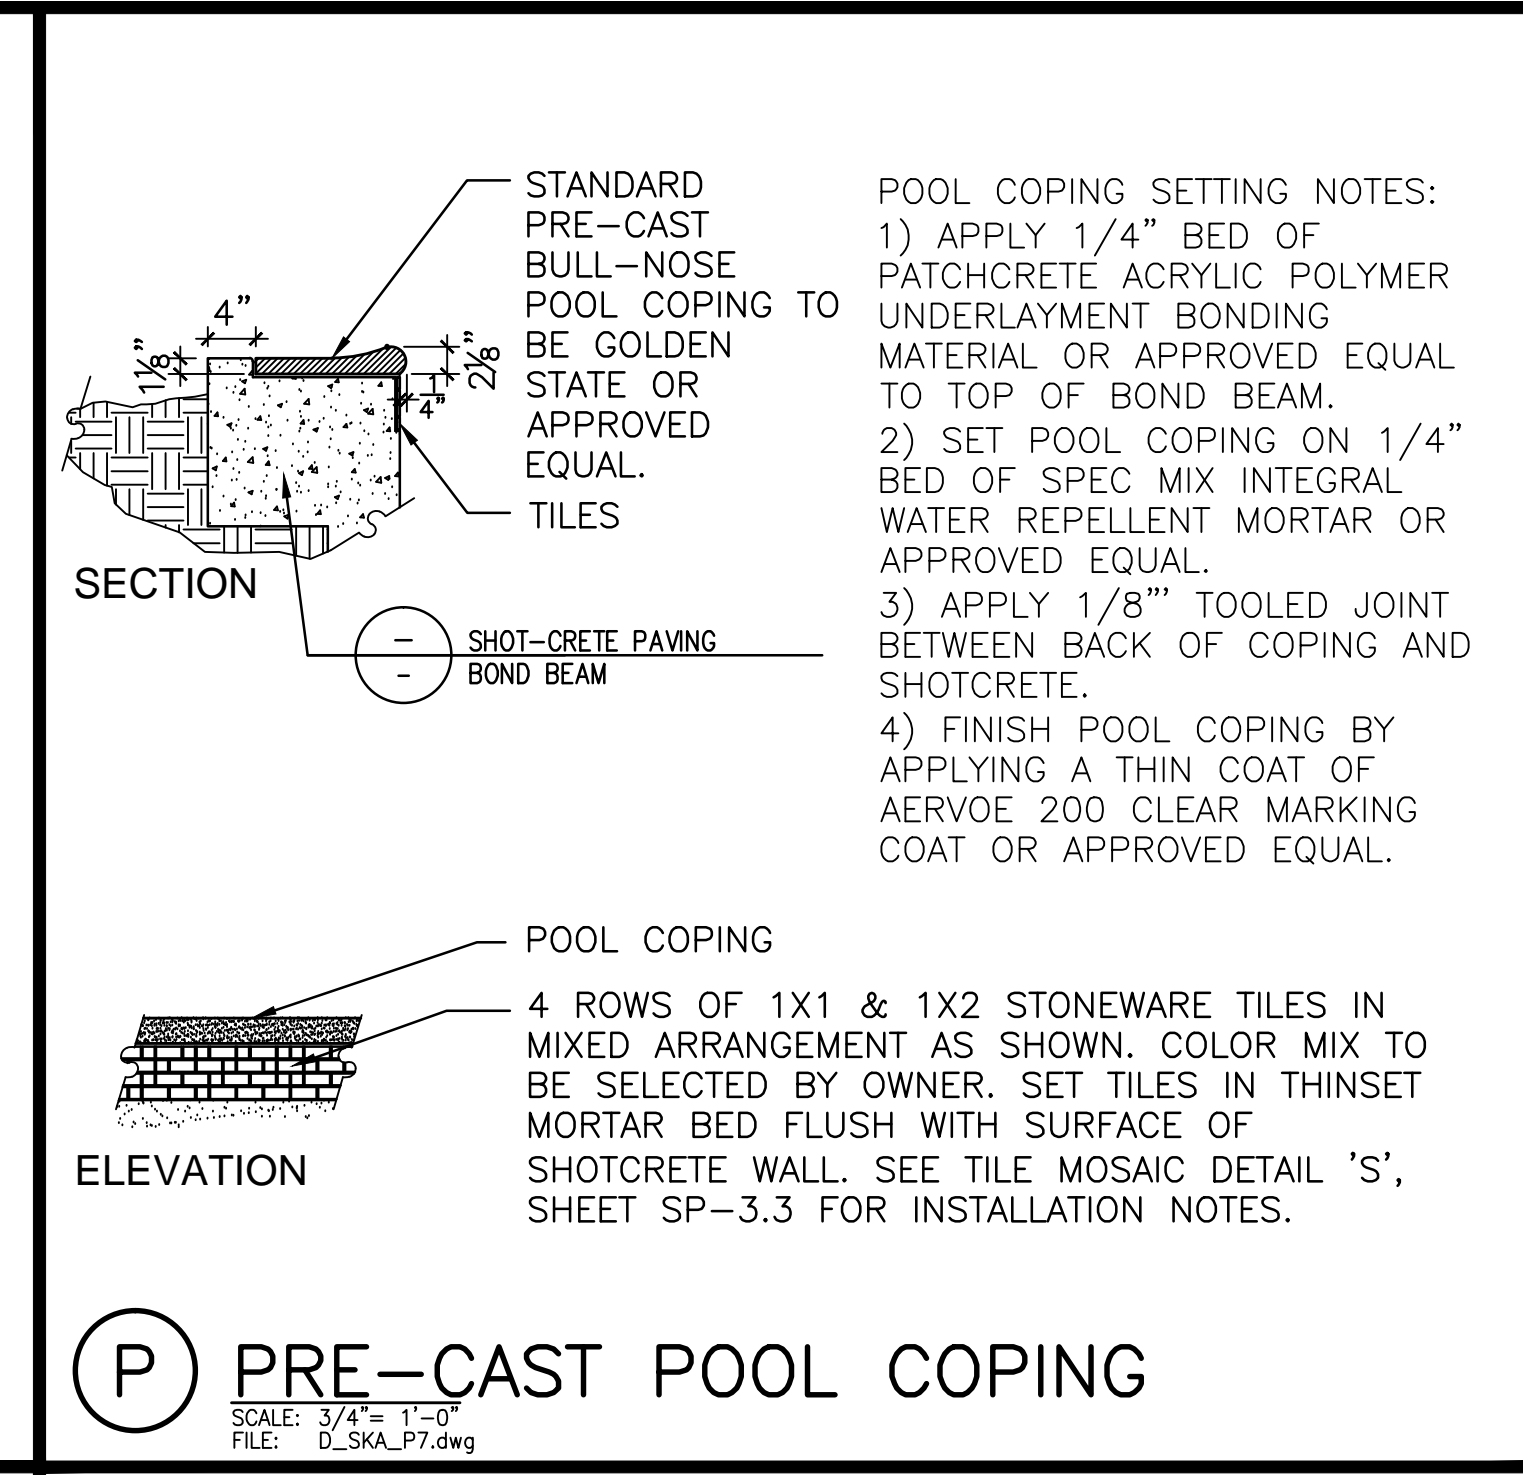 STANDARD
PRE-CAST
BULL-NOSE
POOL COPING TO
BE GOLDEN
STATE OR
APPROVED
EQUAL.
TILES
4"
1 1/8"
2 1/8"
1/4"
SECTION
-
-
SHOT-CRETE PAVING
BOND BEAM
POOL COPING SETTING NOTES:
1) APPLY 1/4" BED OF
PATCHCRETE ACRYLIC POLYMER
UNDERLAYMENT BONDING
MATERIAL OR APPROVED EQUAL
TO TOP OF BOND BEAM.
2) SET POOL COPING ON 1/4"
BED OF SPEC MIX INTEGRAL
WATER REPELLENT MORTAR OR
APPROVED EQUAL.
3) APPLY 1/8"' TOOLED JOINT
BETWEEN BACK OF COPING AND
SHOTCRETE.
4) FINISH POOL COPING BY
APPLYING A THIN COAT OF
AERVOE 200 CLEAR MARKING
COAT OR APPROVED EQUAL.
POOL COPING
4 ROWS OF 1X1 & 1X2 STONEWARE TILES IN
MIXED ARRANGEMENT AS SHOWN. COLOR MIX TO
BE SELECTED BY OWNER. SET TILES IN THINSET
MORTAR BED FLUSH WITH SURFACE OF
SHOTCRETE WALL. SEE TILE MOSAIC DETAIL 'S',
SHEET SP-3.3 FOR INSTALLATION NOTES.
ELEVATION
P
PRE-CAST POOL COPING
SCALE: 3/4"= 1'-0"
FILE: D_SKA_P7.dwg